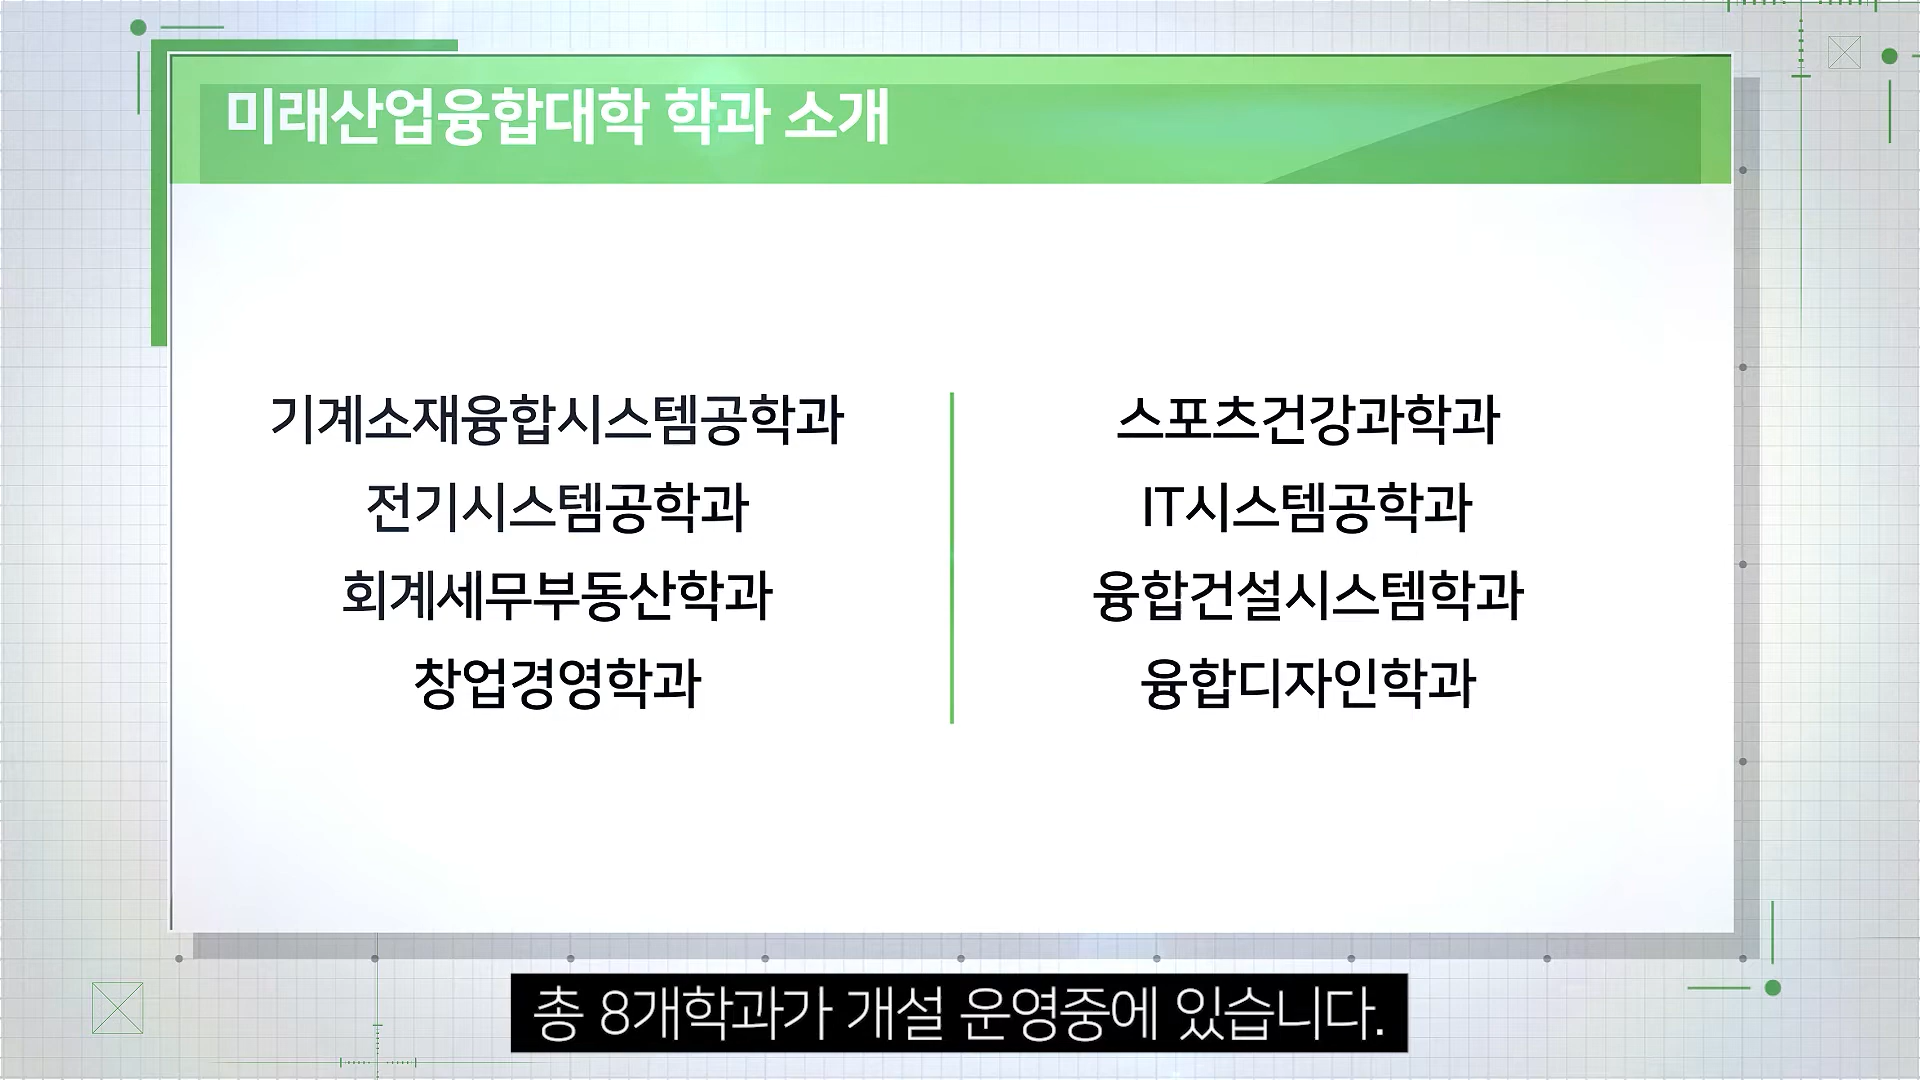 미래산업융합대학 학과 소개
기계소재융합시스템공학과
전기시스템공학과
회계세무부동산학과
창업경영학과
스포츠건강과학과
IT시스템공학과
융합건설시스템학과
융합디자인학과
총 8개학과가 개설 운영중에 있습니다.